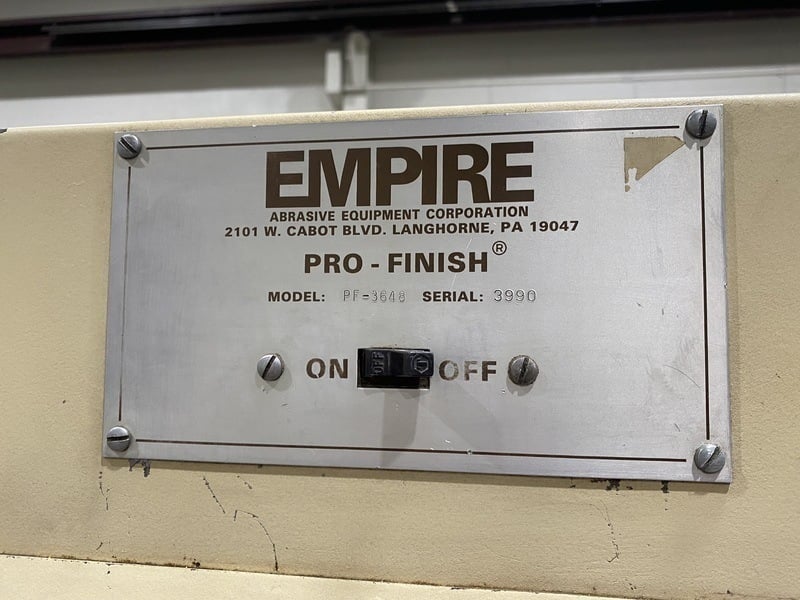 EMPIRE
ABRASIVE EQUIPMENT CORPORATION
2101 W. CABOT BLVD. LANGHORNE, PA 19047
PRO - FINISH®
MODEL: PF-3648 SERIAL: 3990
ON OFF OFF